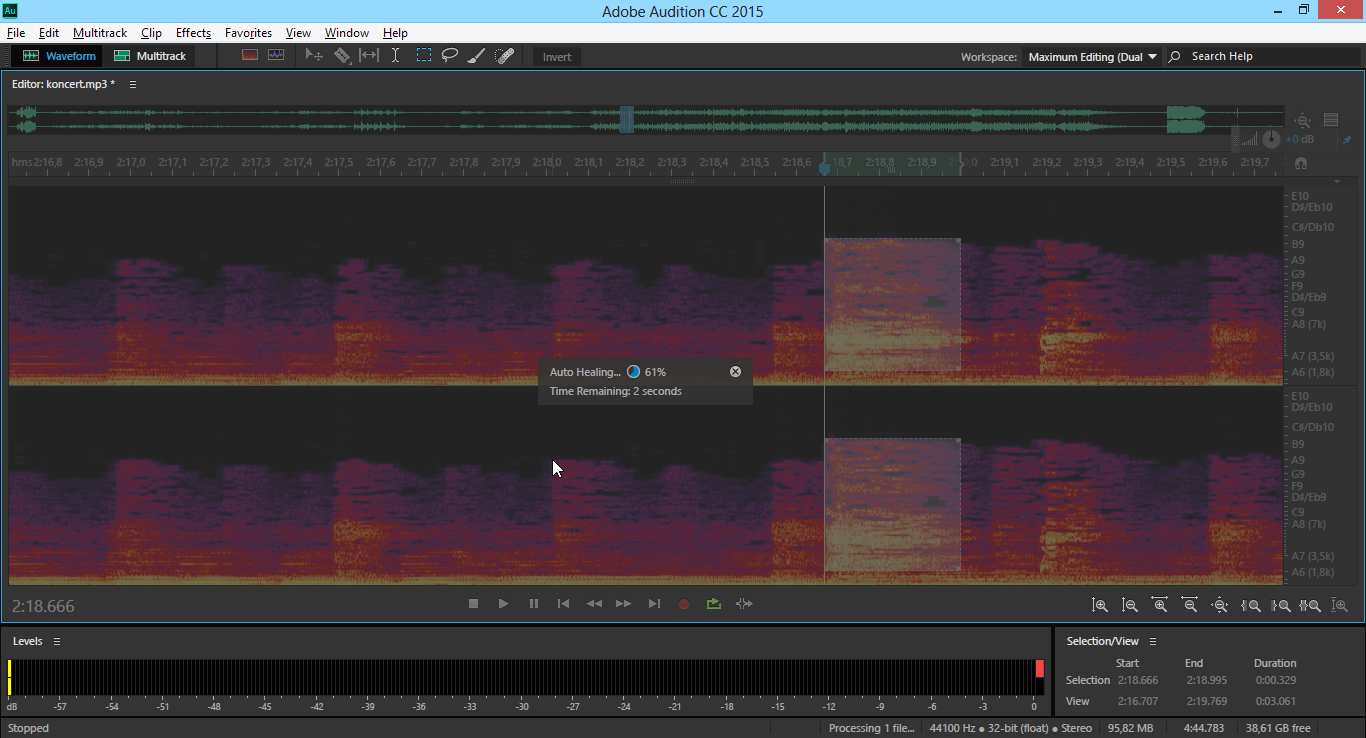 Au Adobe Audition CC 2015
File Edit Multitrack Clip Effects Favorites View Window Help
Waveform Multitrack Invert Workspace: Maximum Editing (Dual Search Help
Editor: koncert.mp3 *
+0 dB
hms 2:16,8 2:16,9 2:17,0 2:17,1 2:17,2 2:17,3 2:17,4 2:17,5 2:17,6 2:17,7 2:17,8 2:17,9 2:18,0 2:18,1 2:18,2 2:18,3 2:18,4 2:18,5 2:18,6 18,7 2:18,8 2:18,9 2:19,1 2:19,2 2:19,3 2:19,4 2:19,5 2:19,6 2:19,7
E10
D#/Eb10
C#/Db10
B9
A9
G9
F9
D#/Eb9
C9
A8 (7k)
A7 (3,5k)
A6 (1,8k)
Auto Healing... 61%
Time Remaining: 2 seconds
E10
D#/Eb10
C#/Db10
B9
A9
G9
F9
D#/Eb9
C9
A8 (7k)
A7 (3,5k)
A6 (1,8k)
2:18.666
Levels
dB -57 -54 -51 -48 -45 -42 -39 -36 -33 -30 -27 -24 -21 -18 -15 -12 -9 -6 -3 0
Selection/View
Start End Duration
Selection 2:18.666 2:18.995 0:00.329
View 2:16.707 2:19.769 0:03.061
Stopped Processing 1 file... 44100 Hz ● 32-bit (float) ● Stereo 95,82 MB 4:44.783 38,61 GB free